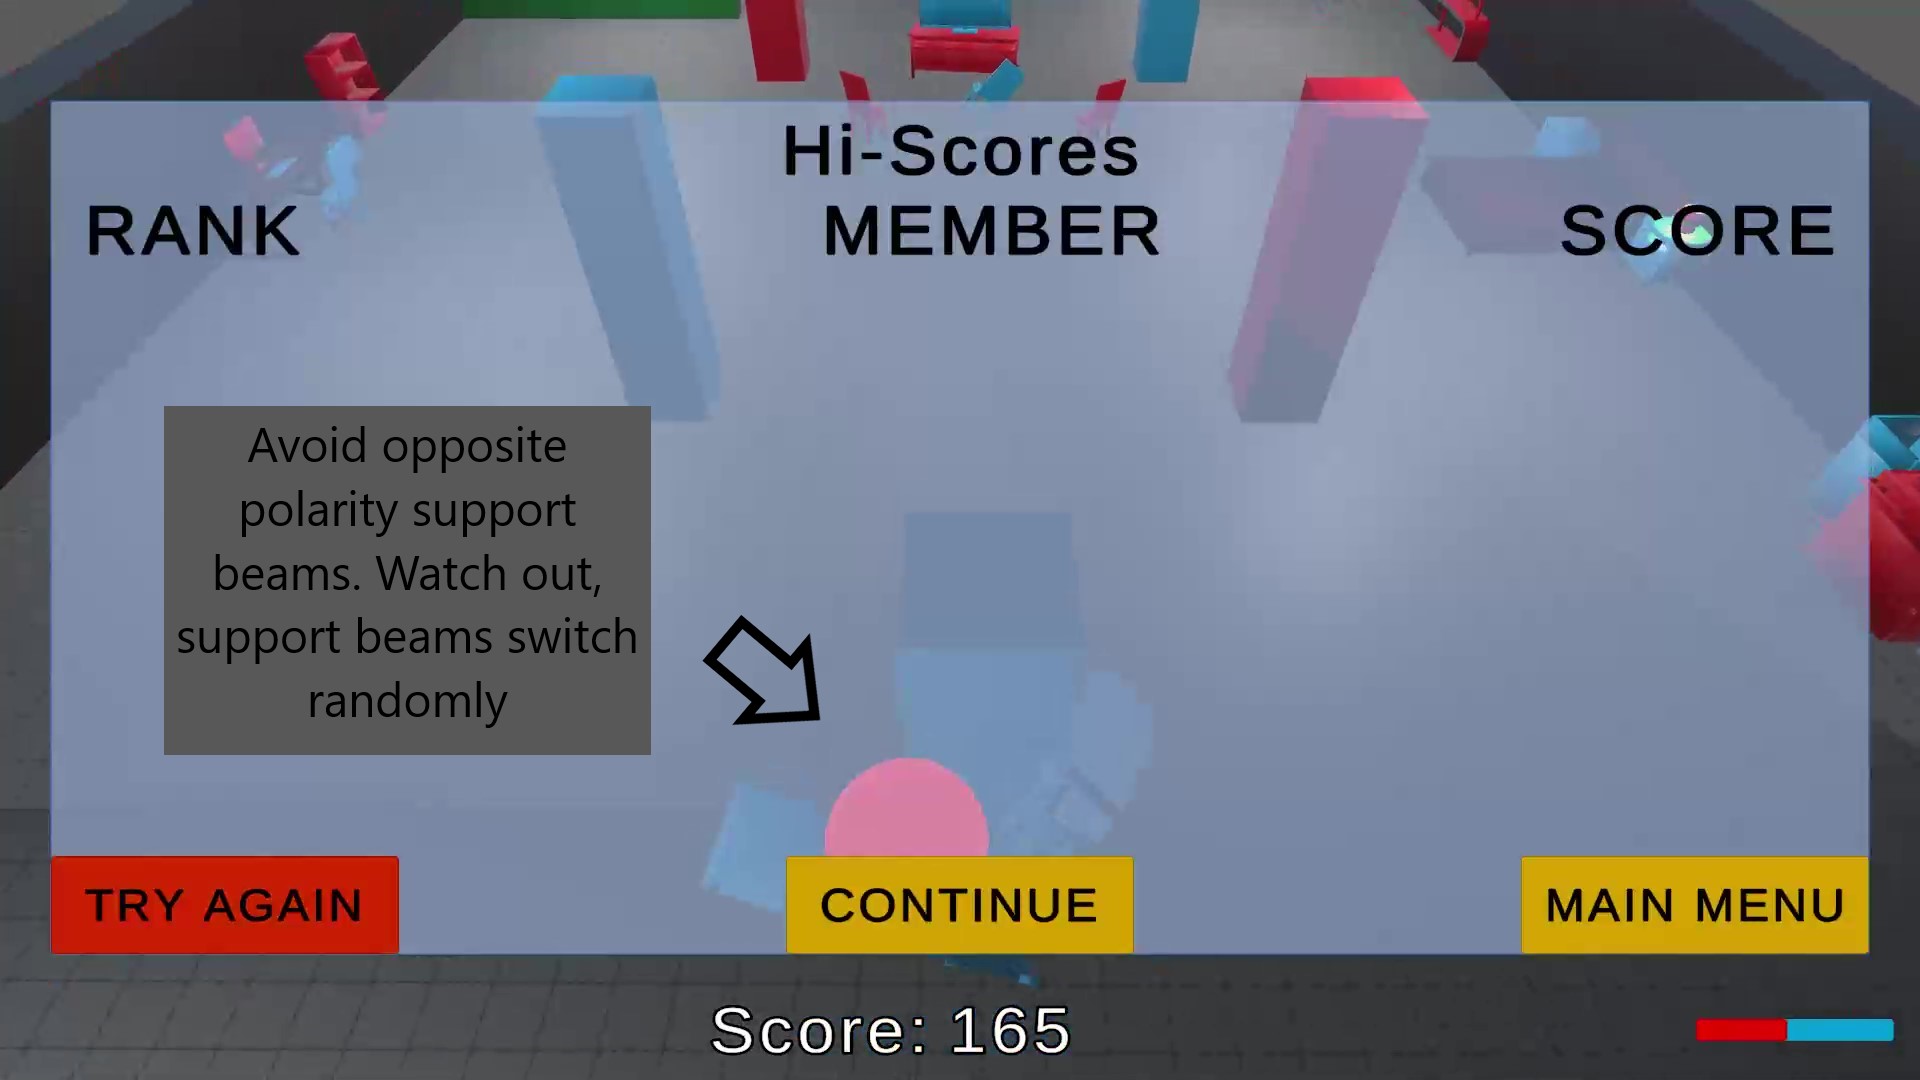 Hi-Scores
RANK MEMBER SCORE
Avoid opposite
polarity support
beams. Watch out,
support beams switch
randomly
TRY AGAIN CONTINUE MAIN MENU
Score: 165